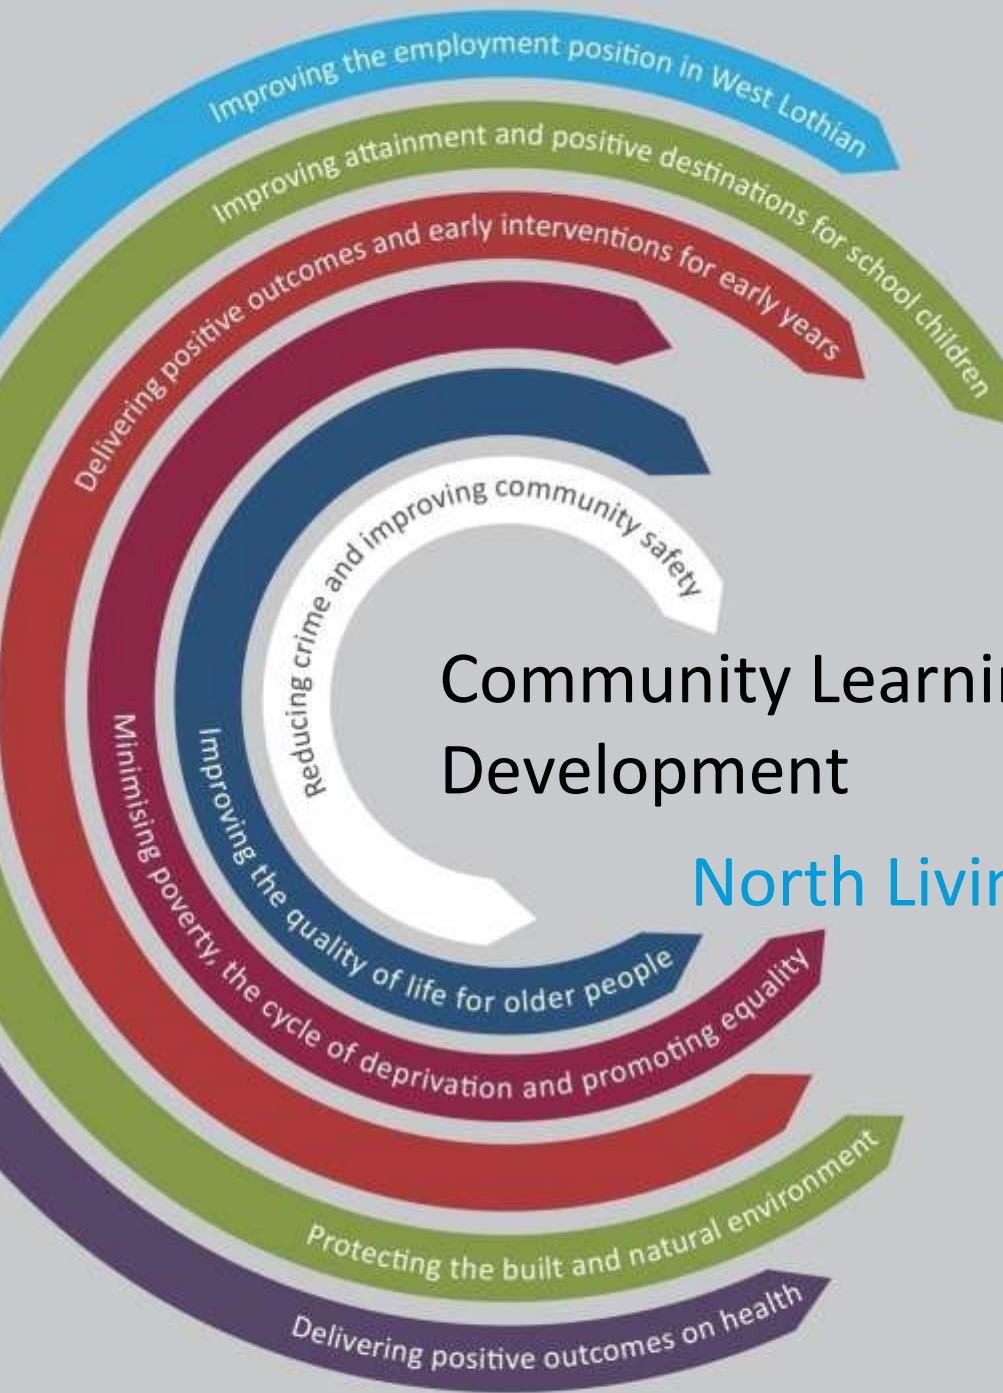 Improving the employment position in West Lothian
Improving attainment and positive destinations for school children
Delivering positive outcomes and early interventions for early years
Reducing crime and improving community safety
Community Learnin
Development
North Livin
Improving the quality of life for older people
Minimising poverty, the cycle of deprivation and promoting equality
Protecting the built and natural environment
Delivering positive outcomes on health